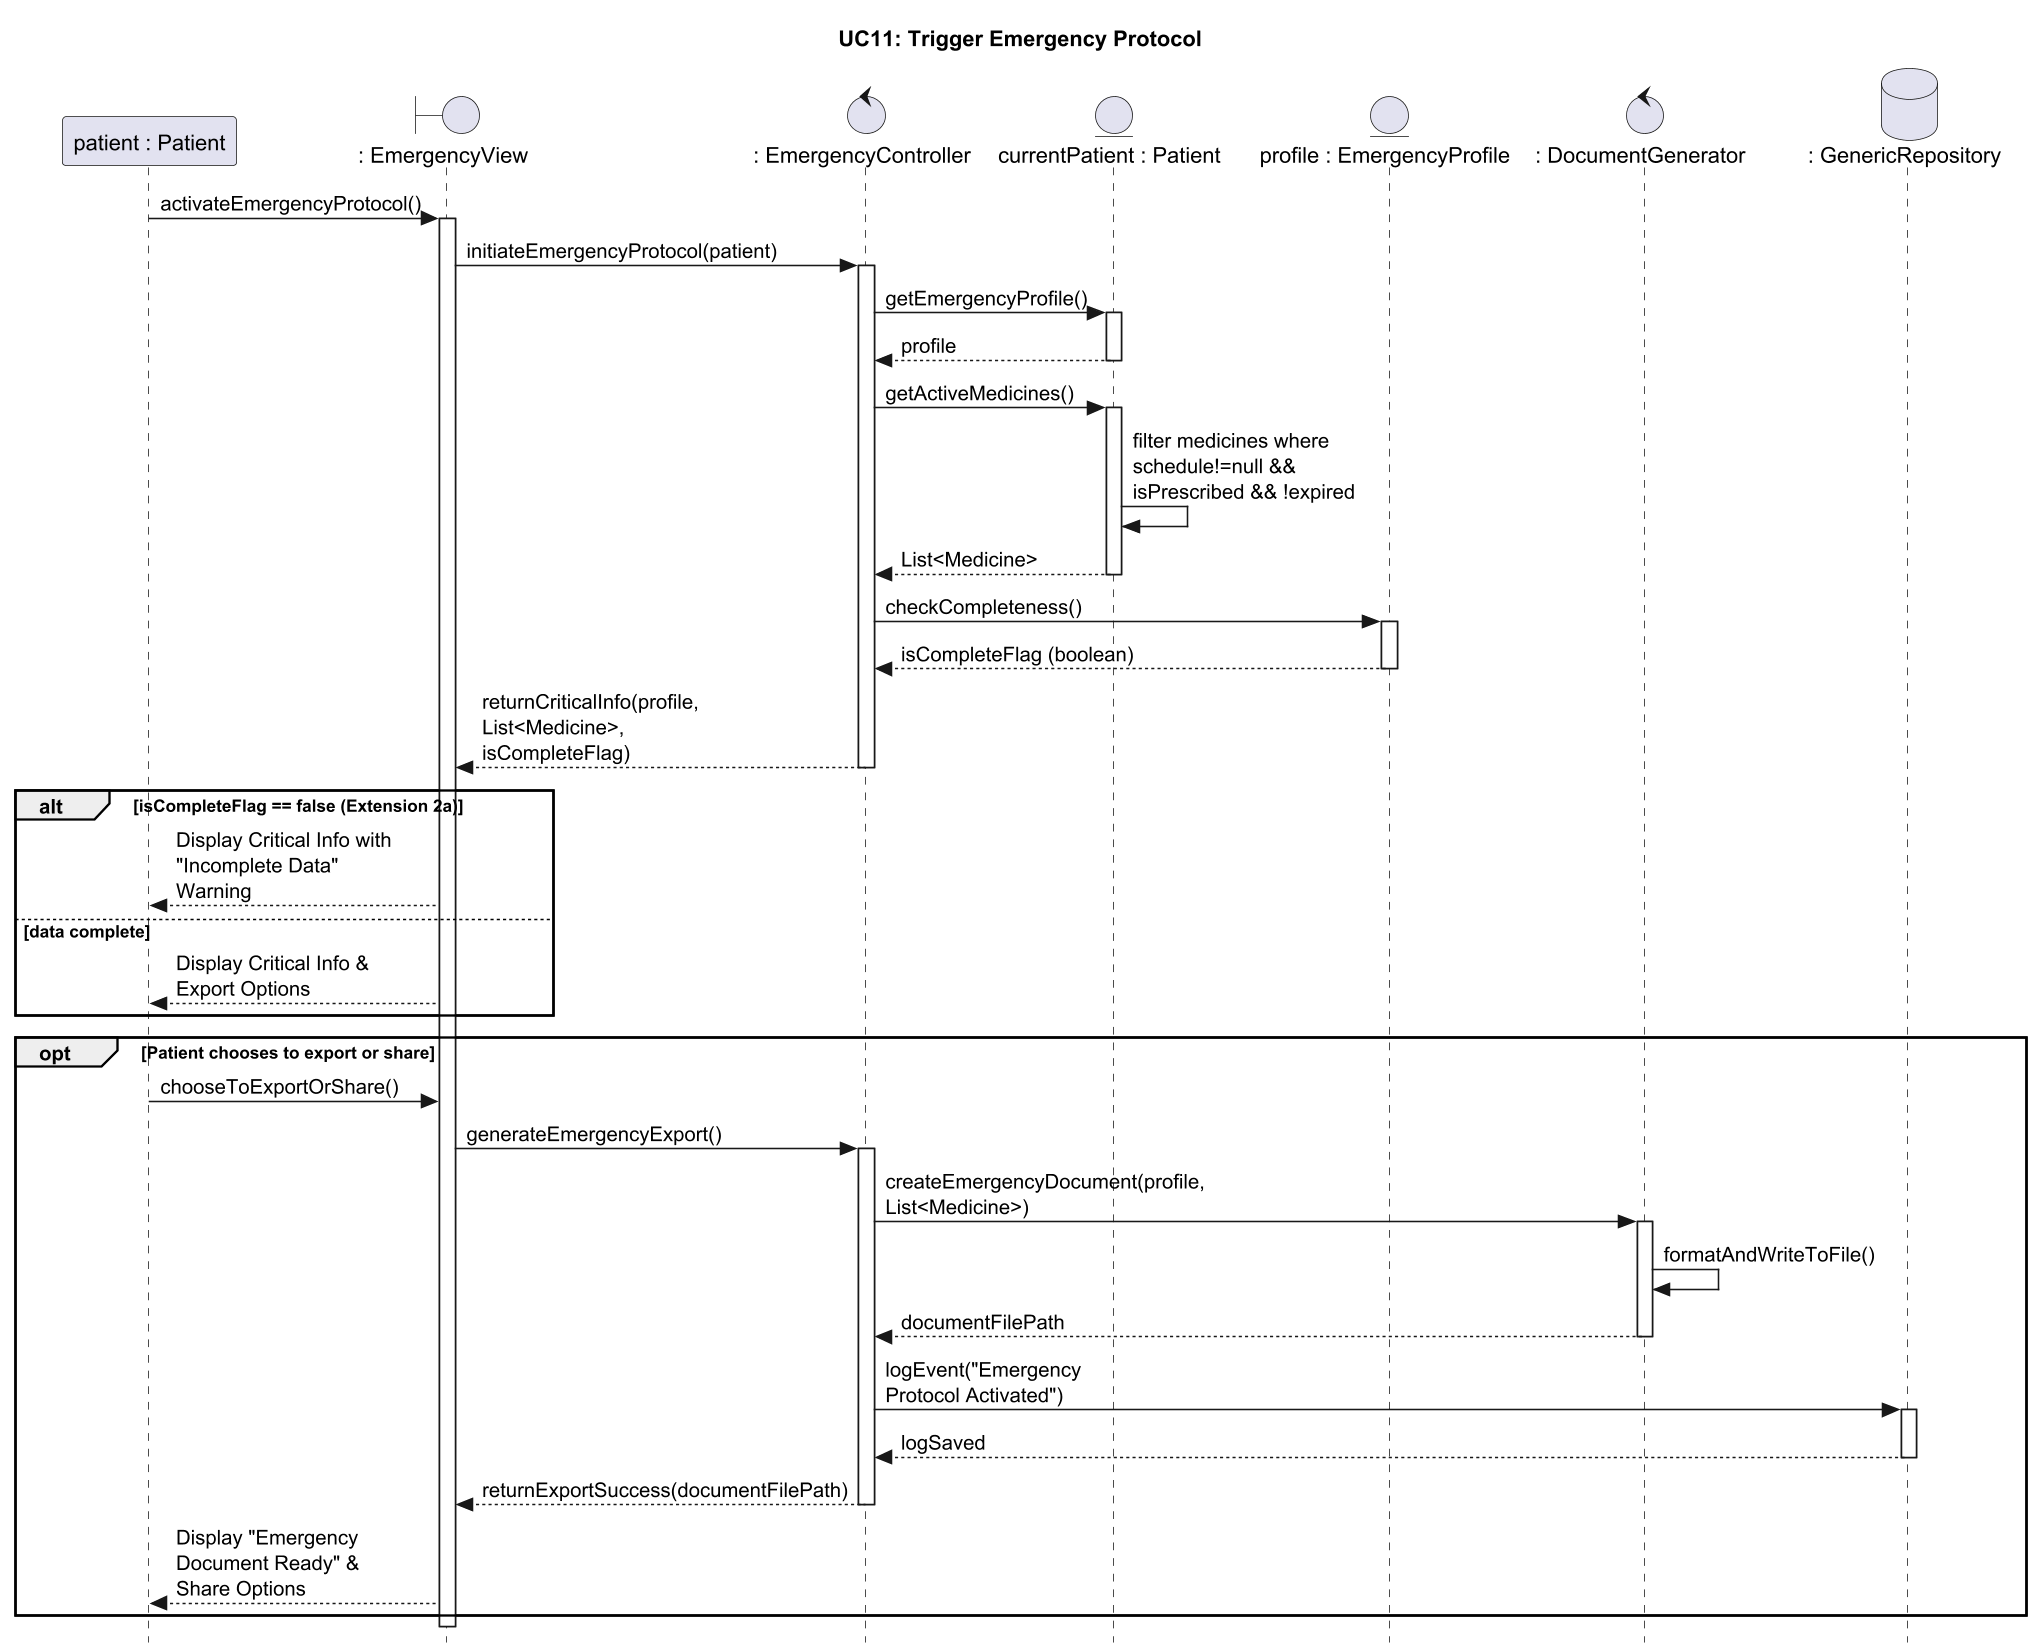 UC11: Trigger Emergency Protocol
patient : Patient
: EmergencyView
: EmergencyController
currentPatient : Patient
profile : EmergencyProfile
: DocumentGenerator
: GenericRepository
activateEmergencyProtocol()
initiateEmergencyProtocol(patient)
getEmergencyProfile()
profile
getActiveMedicines()
filter medicines where
schedule!=null &&
isPrescribed && !expired
List<Medicine>
checkCompleteness()
isCompleteFlag (boolean)
returnCriticalInfo(profile,
List<Medicine>,
isCompleteFlag)
alt
[isCompleteFlag == false (Extension 2a)]
Display Critical Info with
"Incomplete Data"
Warning
[data complete]
Display Critical Info &
Export Options
opt
[Patient chooses to export or share]
chooseToExportOrShare()
generateEmergencyExport()
createEmergencyDocument(profile,
List<Medicine>)
formatAndWriteToFile()
documentFilePath
logEvent("Emergency
Protocol Activated")
logSaved
returnExportSuccess(documentFilePath)
Display "Emergency
Document Ready" &
Share Options